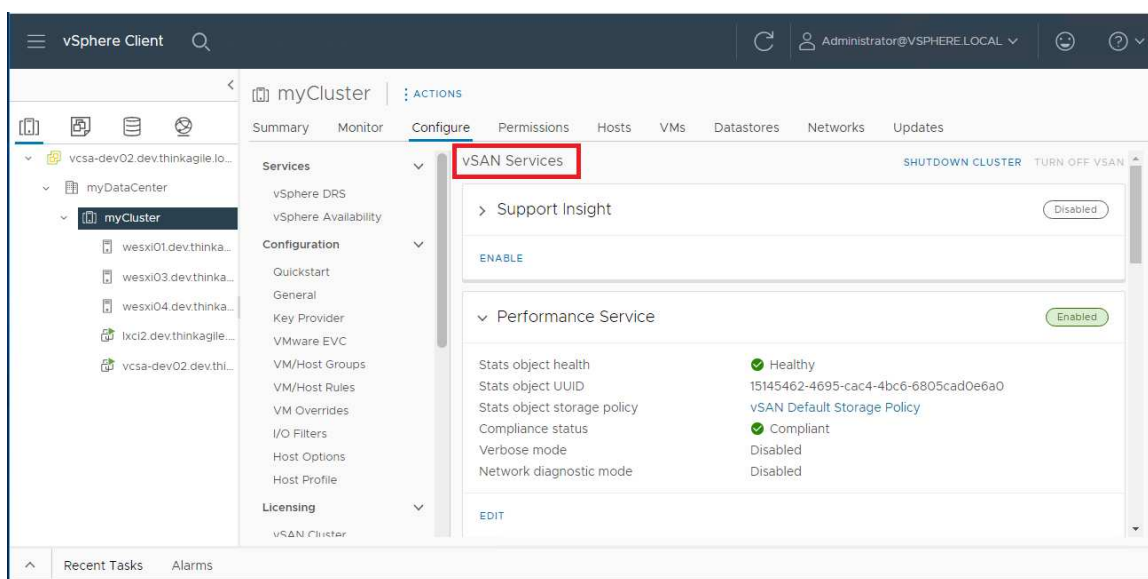 vSphere Client
Administrator@VSPHERE.LOCAL
myCluster
ACTIONS
Summary Monitor Configure Permissions Hosts VMs Datastores Networks Updates
vcsa-dev02.dev.thinkagile.lo...
myDataCenter
myCluster
wesxi01.dev.thinka...
wesxi03.dev.thinka...
wesxi04.dev.thinka...
lxci2.dev.thinkagile....
vcsa-dev02.dev.thi...
Services
vSphere DRS
vSphere Availability
Configuration
Quickstart
General
Key Provider
VMware EVC
VM/Host Groups
VM/Host Rules
VM Overrides
I/O Filters
Host Options
Host Profile
Licensing
vSAN Cluster
vSAN Services
SHUTDOWN CLUSTER TURN OFF VSAN
Support Insight Disabled
ENABLE
Performance Service Enabled
Stats object health Healthy
Stats object UUID 15145462-4695-cac4-4bc6-6805cad0e6a0
Stats object storage policy vSAN Default Storage Policy
Compliance status Compliant
Verbose mode Disabled
Network diagnostic mode Disabled
EDIT
Recent Tasks Alarms